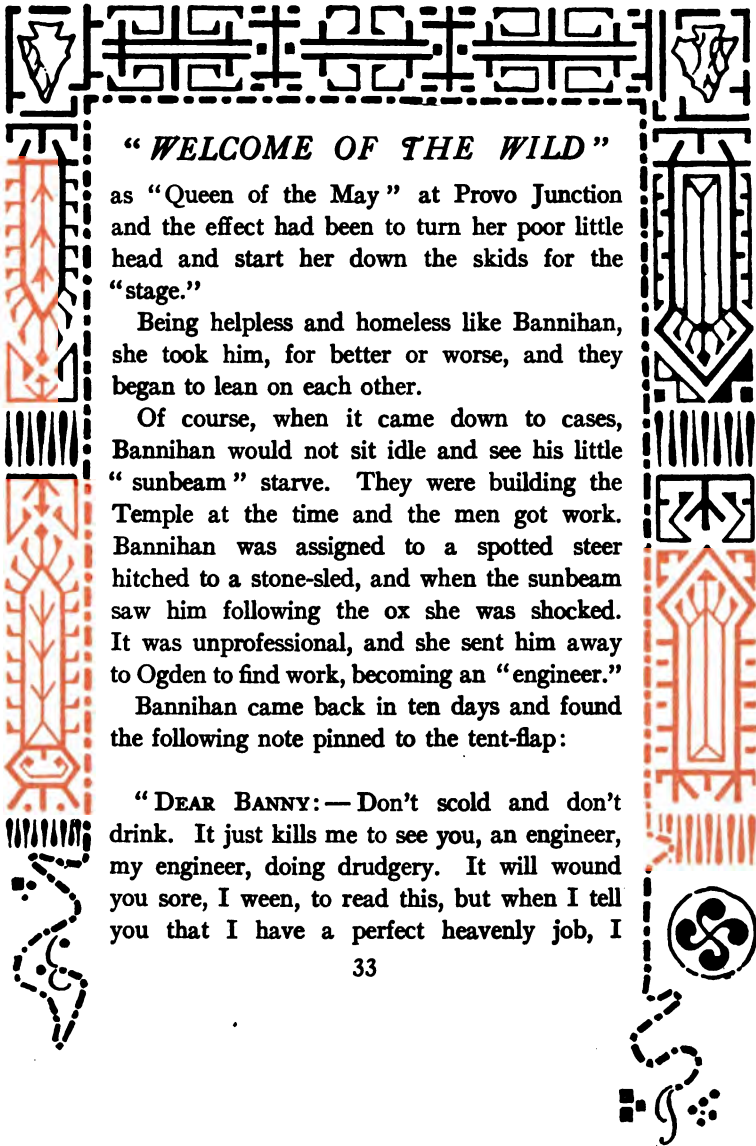 “WELCOME OF THE WILD”
as “Queen of the May” at Provo Junction
and the effect had been to turn her poor little
head and start her down the skids for the
“stage.”
Being helpless and homeless like Bannihan,
she took him, for better or worse, and they
began to lean on each other.
Of course, when it came down to cases,
Bannihan would not sit idle and see his little
“ sunbeam ” starve. They were building the
Temple at the time and the men got work.
Bannihan was assigned to a spotted steer
hitched to a stone-sled, and when the sunbeam
saw him following the ox she was shocked.
It was unprofessional, and she sent him away
to Ogden to find work, becoming an “engineer.”
Bannihan came back in ten days and found
the following note pinned to the tent-flap:
“DEAR BANNY: — Don’t scold and don’t
drink. It just kills me to see you, an engineer,
my engineer, doing drudgery. It will wound
you sore, I ween, to read this, but when I tell
you that I have a perfect heavenly job, I
33